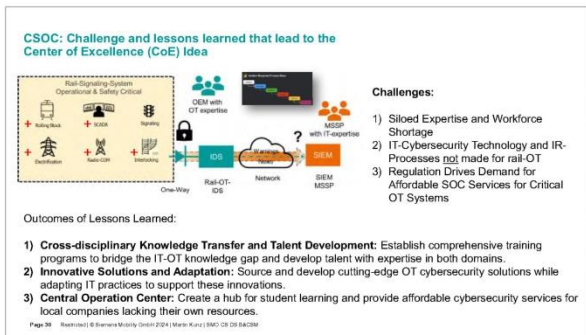 CSOC: Challenge and lessons learned that lead to the
Center of Excellence (CoE) Idea
Rail-Signaling-System
Operational & Safety Critical
Rolling Stock
SCADA
Signaling
Electrification
Radio COM
Interlocking
One-Way
OEM with
OT expertise
IDS
Rail-OT-
IDS
Warnings
Network
?
MSSP
with IT-expertise
SIEM
SIEM
MSSP
Challenges:
1) Siloed Expertise and Workforce
Shortage
2) IT-Cybersecurity Technology and IR-
Processes not made for rail-OT
3) Regulation Drives Demand for
Affordable SOC Services for Critical
OT Systems
Outcomes of Lessons Learned:
1) Cross-disciplinary Knowledge Transfer and Talent Development: Establish comprehensive training
programs to bridge the IT-OT knowledge gap and develop talent with expertise in both domains.
2) Innovative Solutions and Adaptation: Source and develop cutting-edge OT cybersecurity solutions while
adapting IT practices to support these innovations.
3) Central Operation Center: Create a hub for student learning and provide affordable cybersecurity services for
local companies lacking their own resources.
Page 30 Restricted | © Siemens Mobility GmbH 2024 | Martin Kunz | SMO CB DB